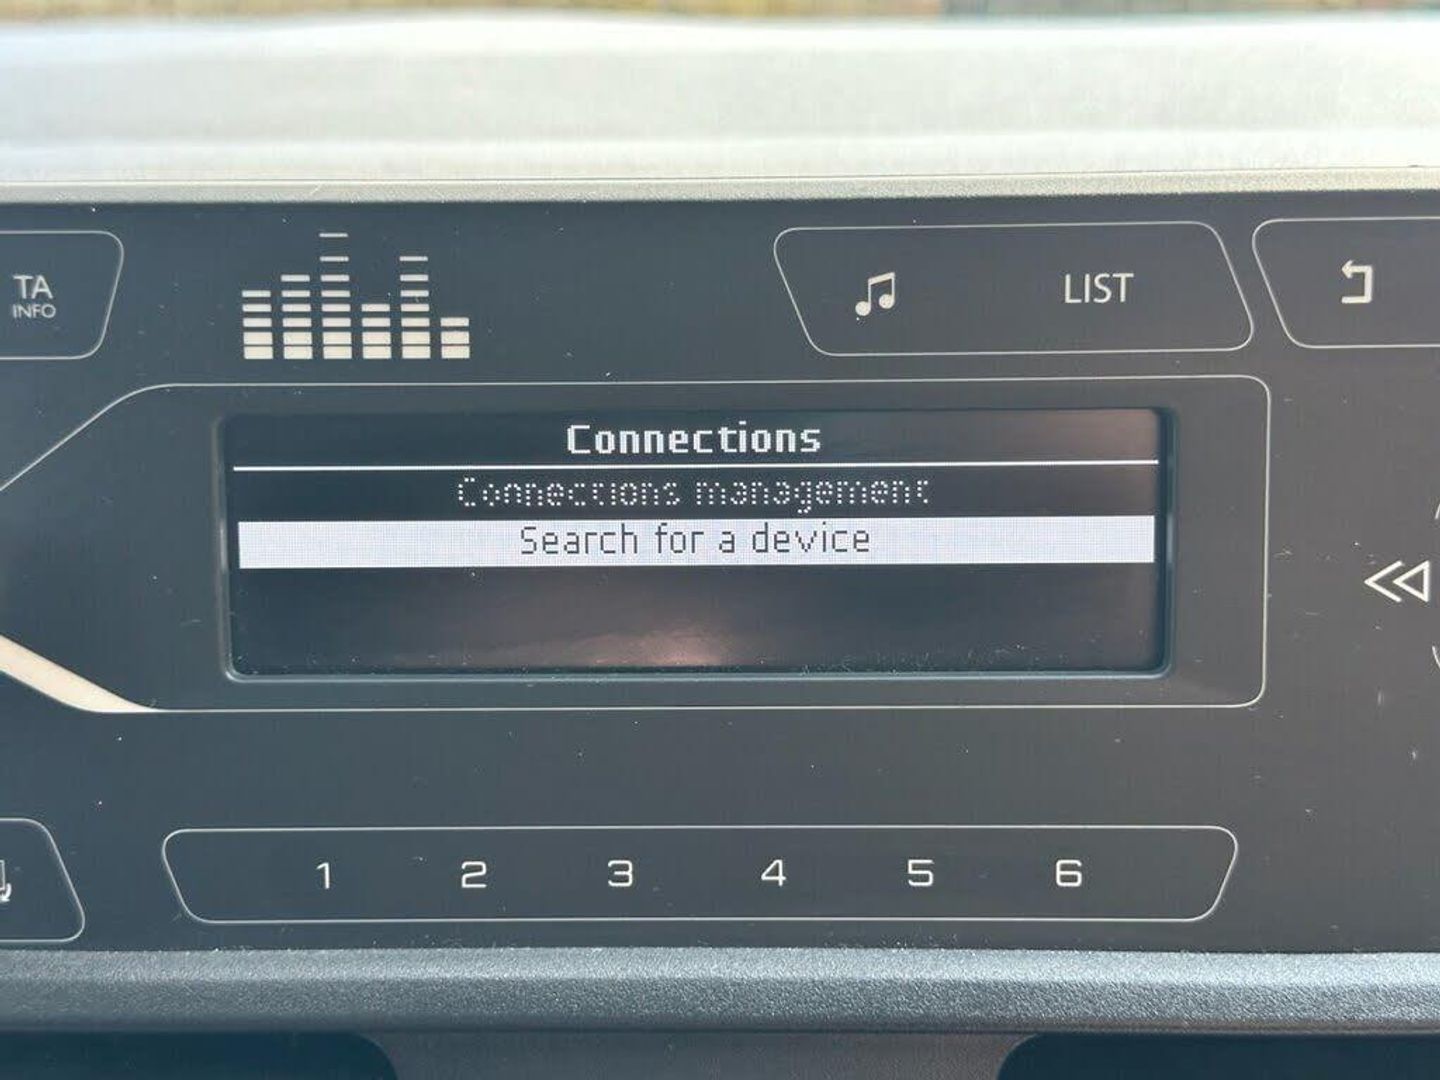 TA
INFO
LIST
Connections
Connections management
Search for a device
1 2 3 4 5 6